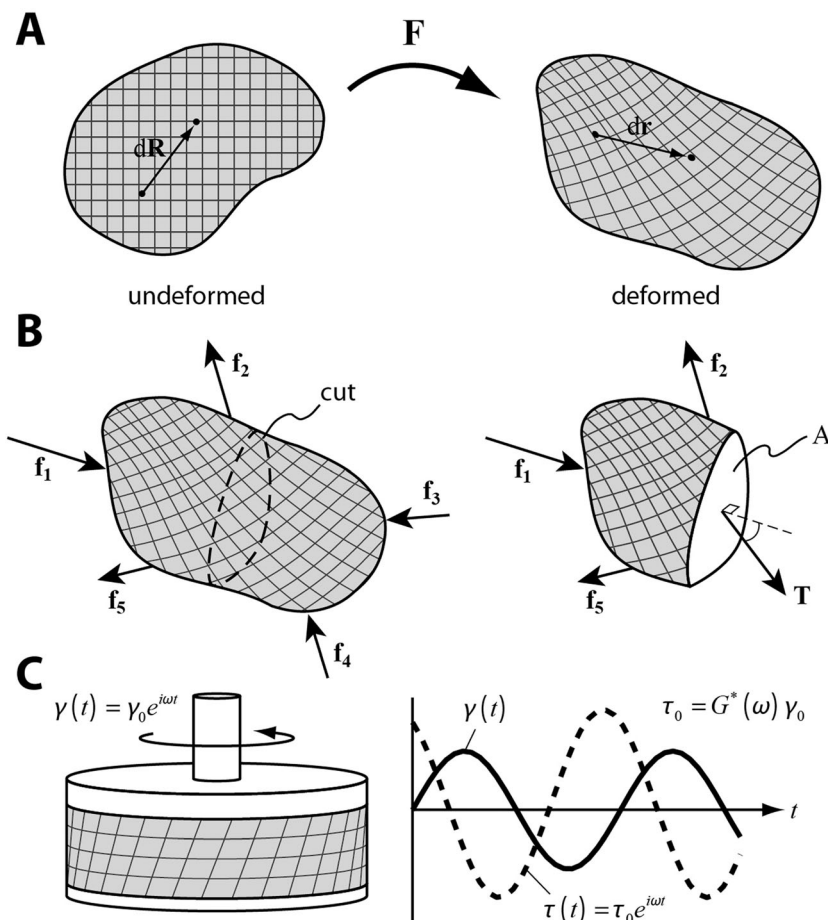 A
F
dR
dr
undeformed
deformed
B
f₂
cut
f₁
f₃
f₅
f₄
f₂
A
f₁
f₅
T
C
γ(t) = γ₀e^{iωt}
γ(t)
τ₀ = G*(ω) γ₀
t
τ(t) = τ₀e^{iωt}